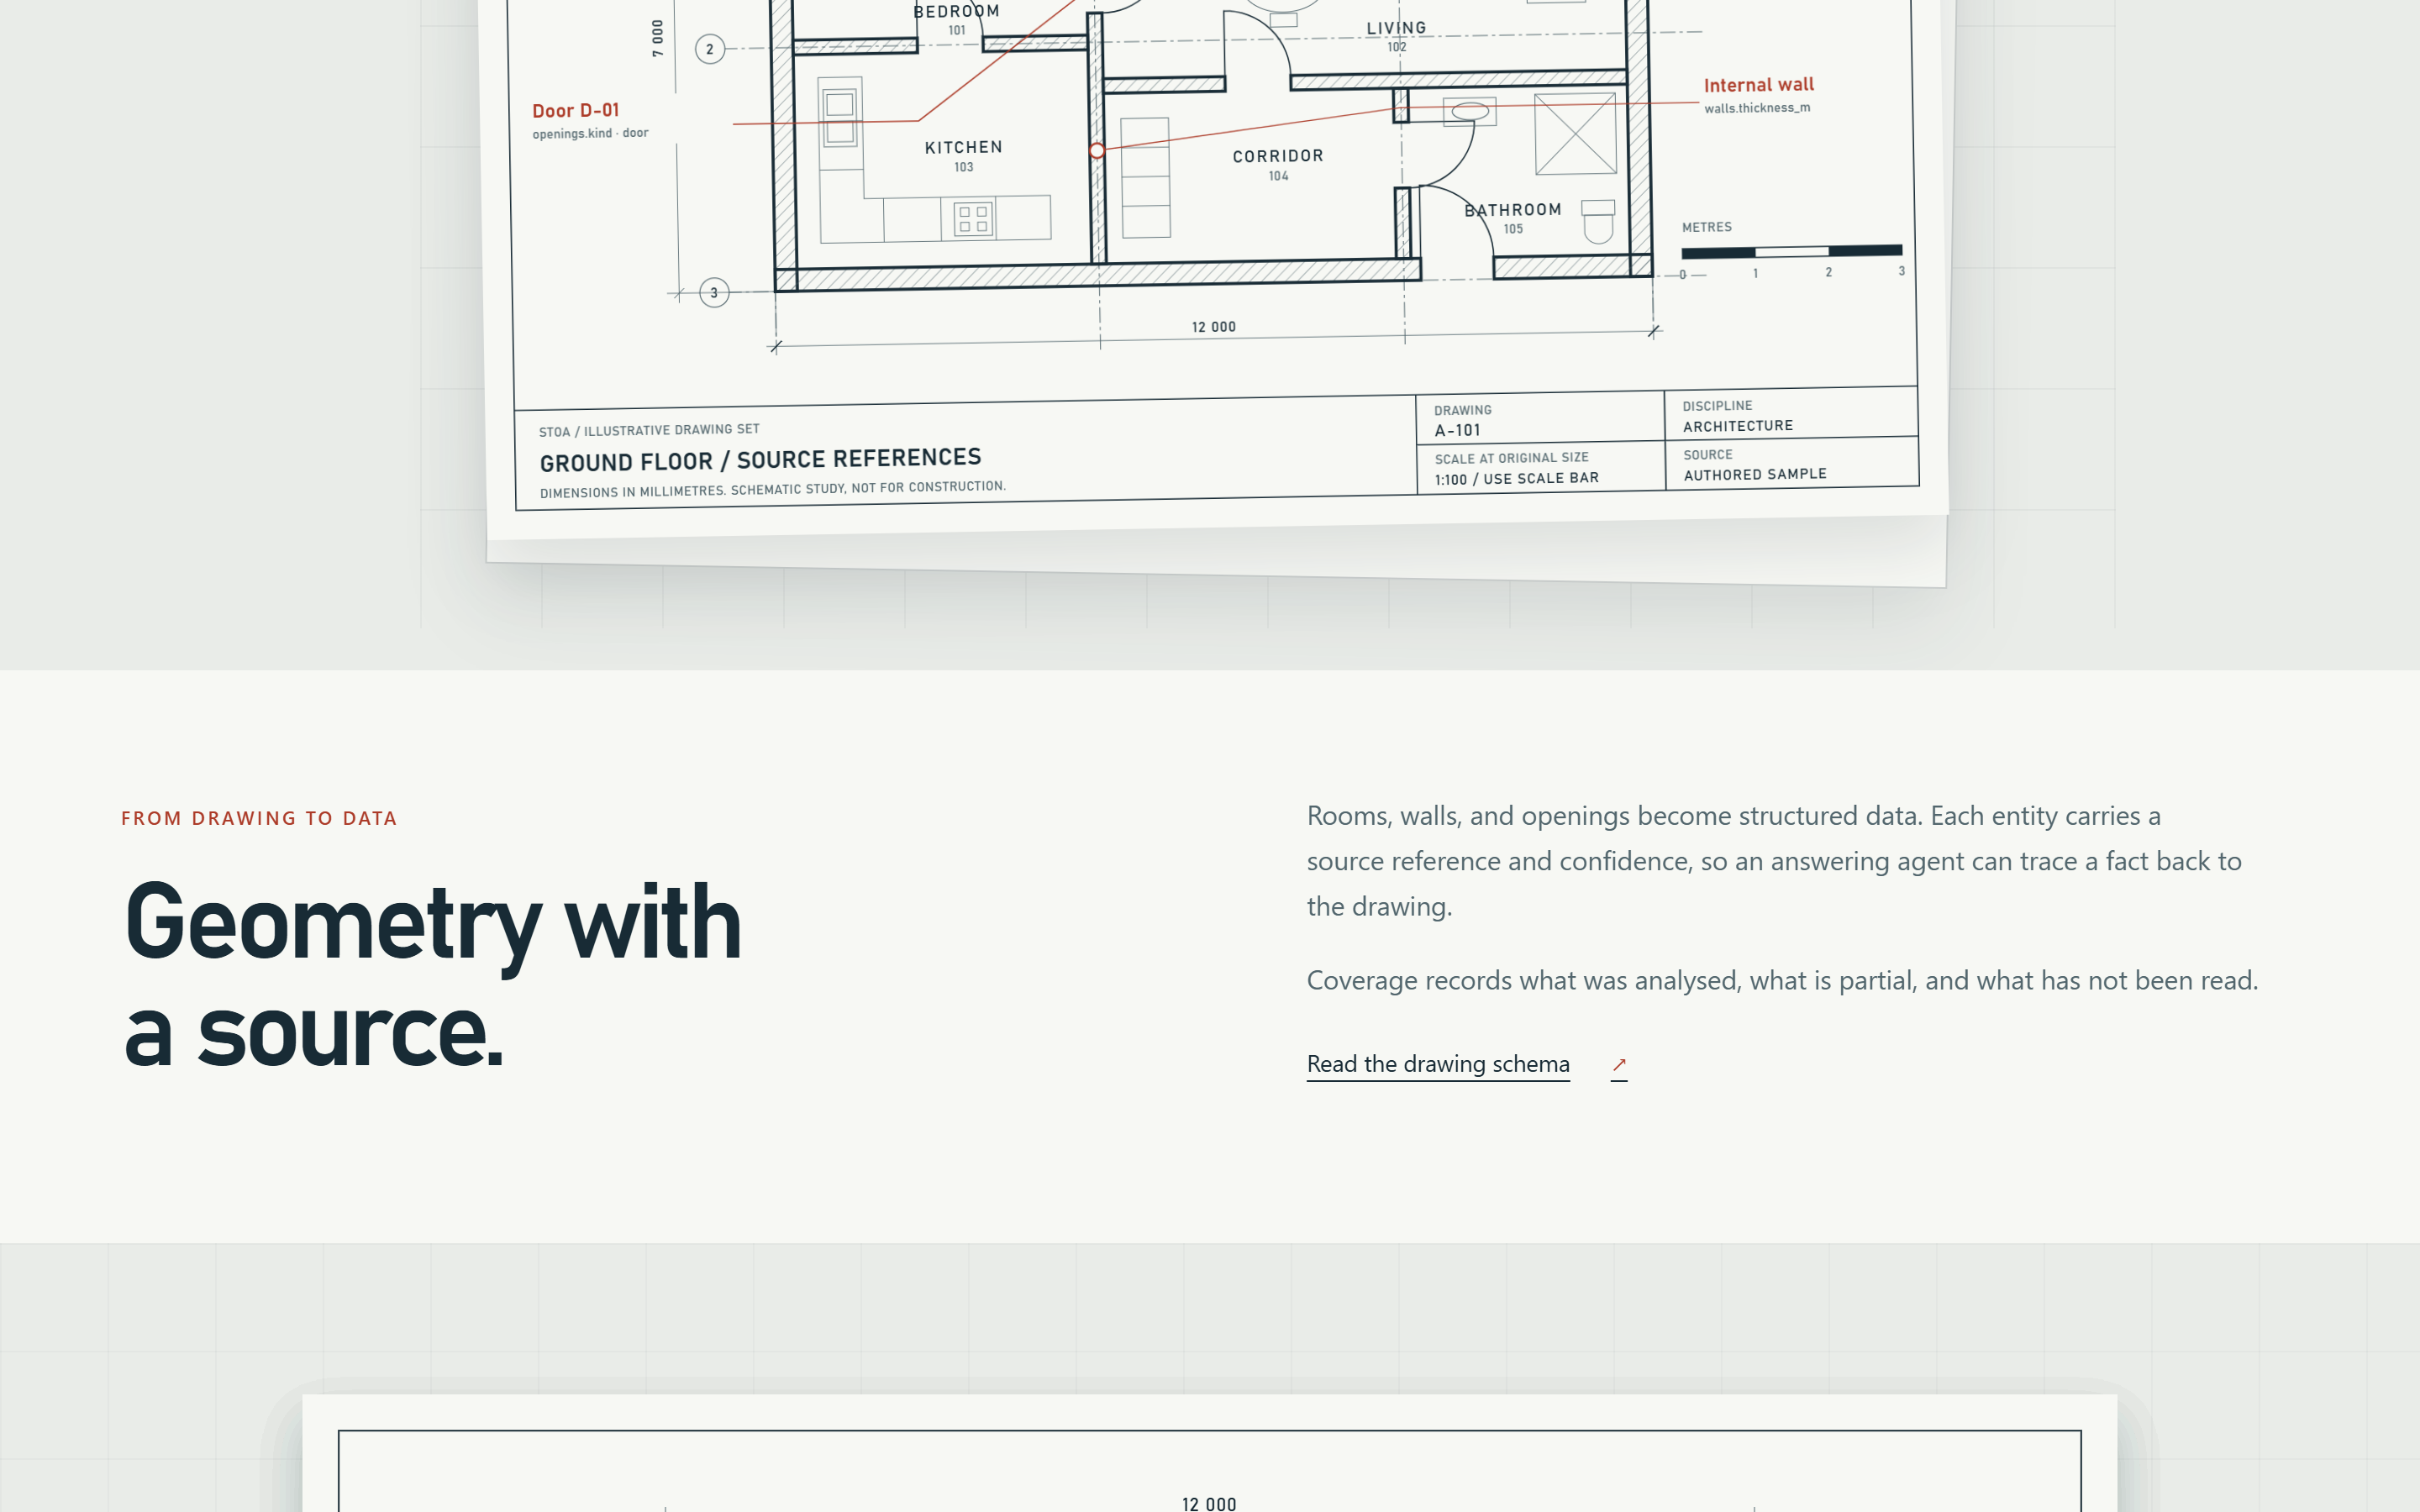 BEDROOM
101
LIVING
102
7 000
2
Door D-01
openings.kind · door
Internal wall
walls.thickness_m
KITCHEN
103
CORRIDOR
104
BATHROOM
105
METRES
0 1 2 3
3
12 000
STOA / ILLUSTRATIVE DRAWING SET
GROUND FLOOR / SOURCE REFERENCES
DIMENSIONS IN MILLIMETRES. SCHEMATIC STUDY, NOT FOR CONSTRUCTION.
DRAWING
A-101
DISCIPLINE
ARCHITECTURE
SCALE AT ORIGINAL SIZE
1:100 / USE SCALE BAR
SOURCE
AUTHORED SAMPLE
FROM DRAWING TO DATA
Geometry with
a source.
Rooms, walls, and openings become structured data. Each entity carries a
source reference and confidence, so an answering agent can trace a fact back to
the drawing.
Coverage records what was analysed, what is partial, and what has not been read.
Read the drawing schema ↗
12 000